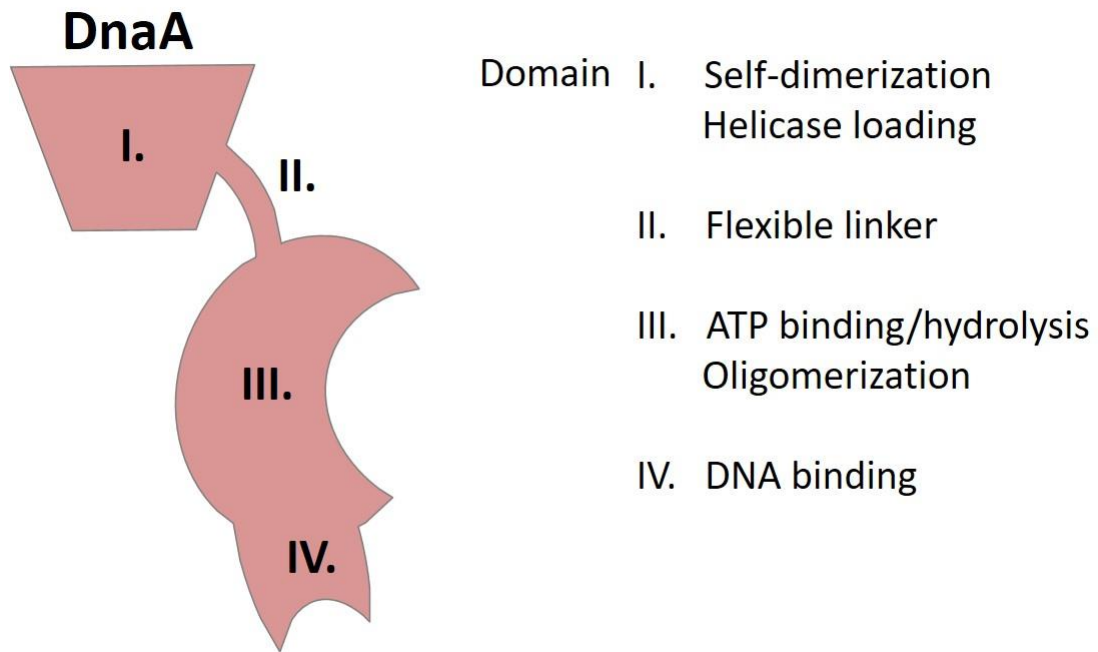 DnaA
I.
II.
III.
IV.
Domain I. Self-dimerization
Helicase loading
II. Flexible linker
III. ATP binding/hydrolysis
Oligomerization
IV. DNA binding